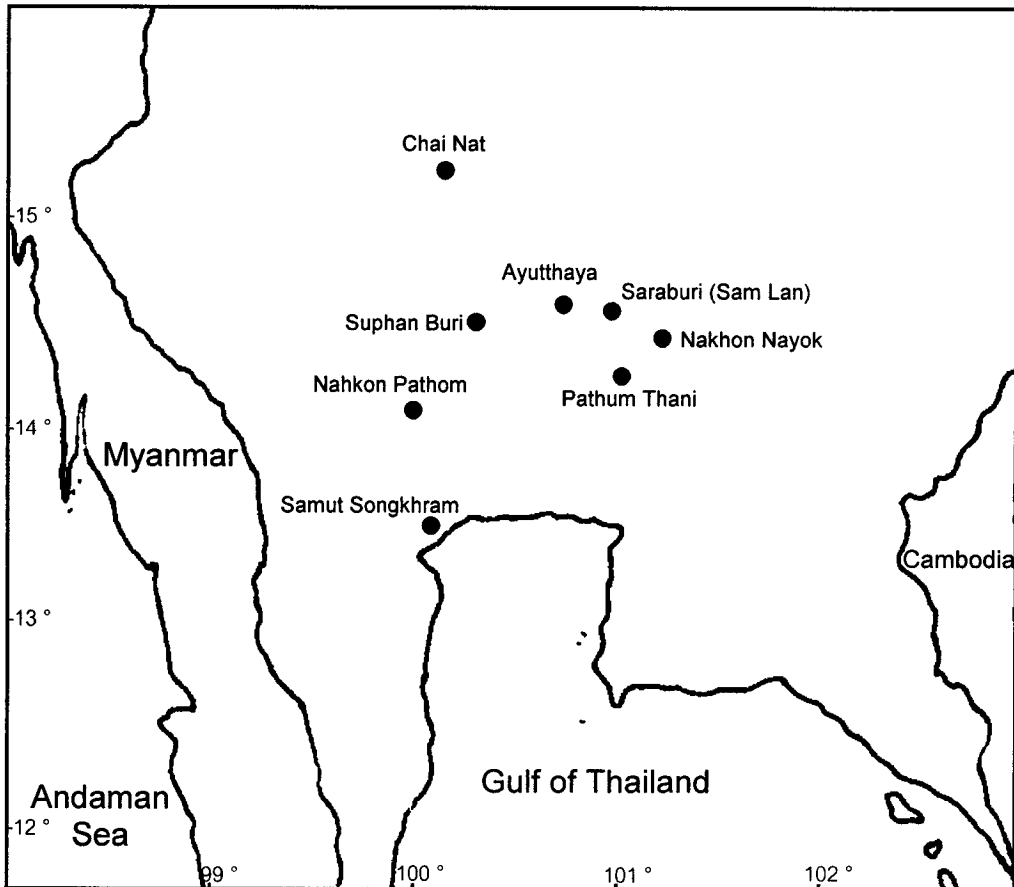 Chai Nat
-15 °
Ayutthaya
Saraburi (Sam Lan)
Suphan Buri
Nakhon Nayok
Nahkon Pathom
Pathum Thani
-14 °
Myanmar
Samut Songkhram
Cambodia
-13 °
Gulf of Thailand
Andaman
Sea
-12 °
99 °
100 °
101 °
102 °